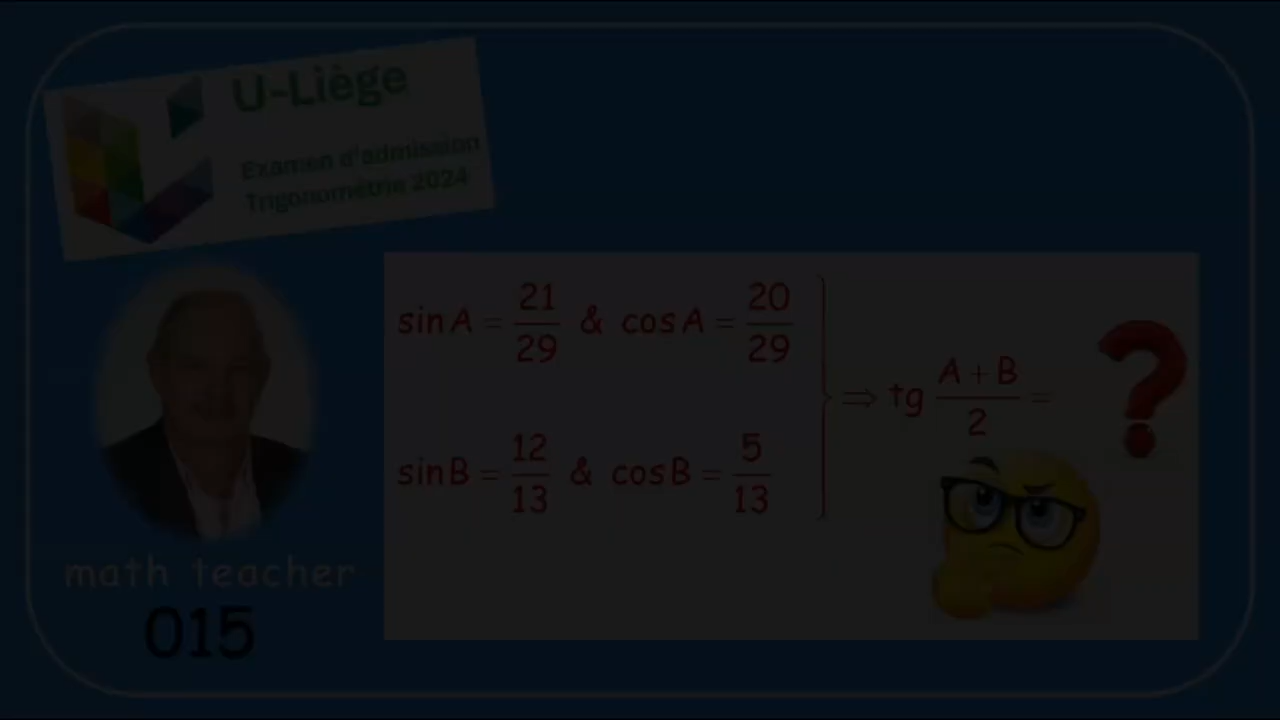 U-Liège
Examen d'admission
Trigonométrie 2024
sin A = 21/29 & cos A = 20/29
sin B = 12/13 & cos B = 5/13
} ⇒ tg (A + B)/2 = ?
math teacher
015